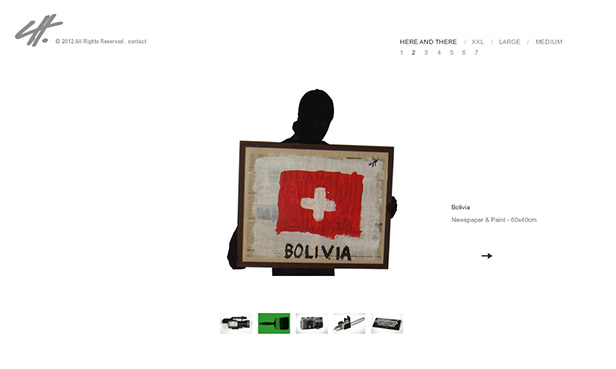 © 2012 All Rights Reserved . contact
HERE AND THERE / XXL / LARGE / MEDIUM
1 2 3 4 5 6 7
BOLIVIA
Bolivia
Newspaper & Paint - 60x40cm